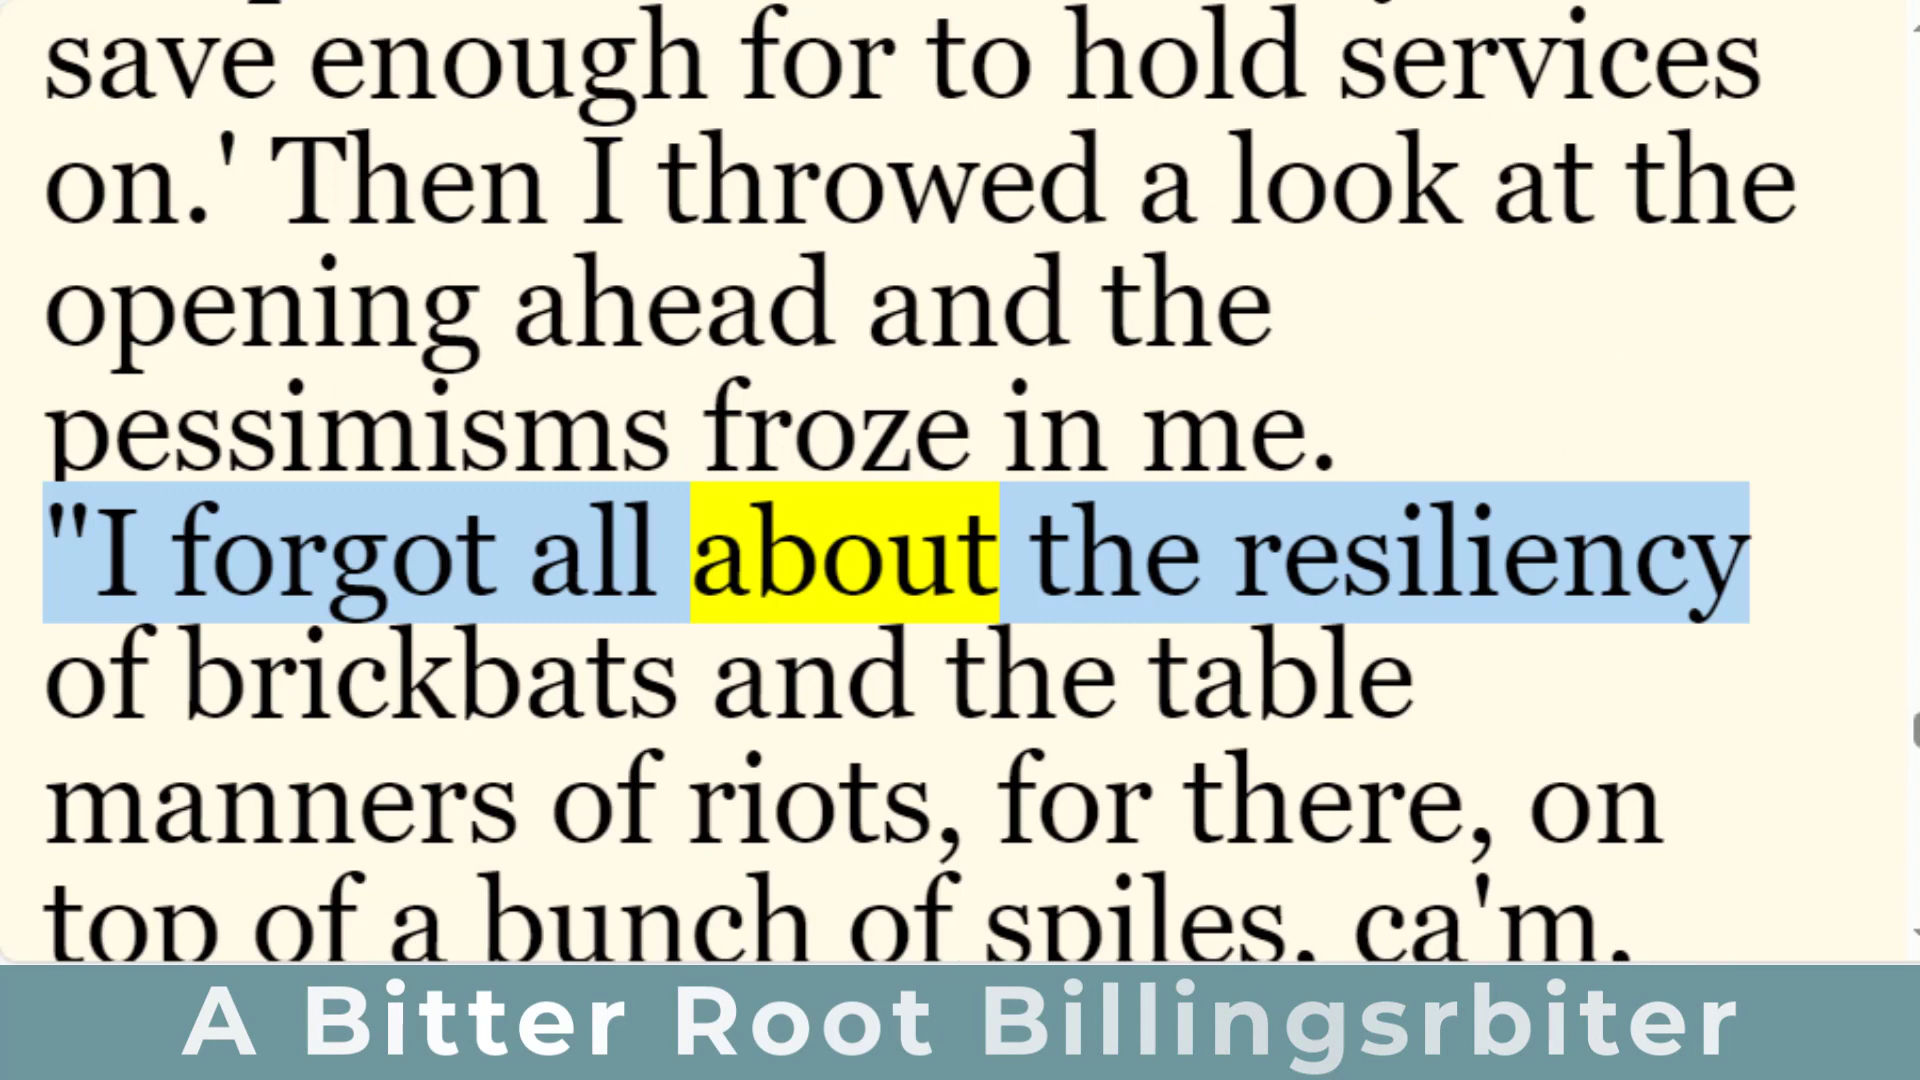 save enough for to hold services
on.' Then I throwed a look at the
opening ahead and the
pessimisms froze in me.
"I forgot all about the resiliency
of brickbats and the table
manners of riots, for there, on
top of a bunch of spiles, ca'm,
A Bitter Root Billingsrbiter